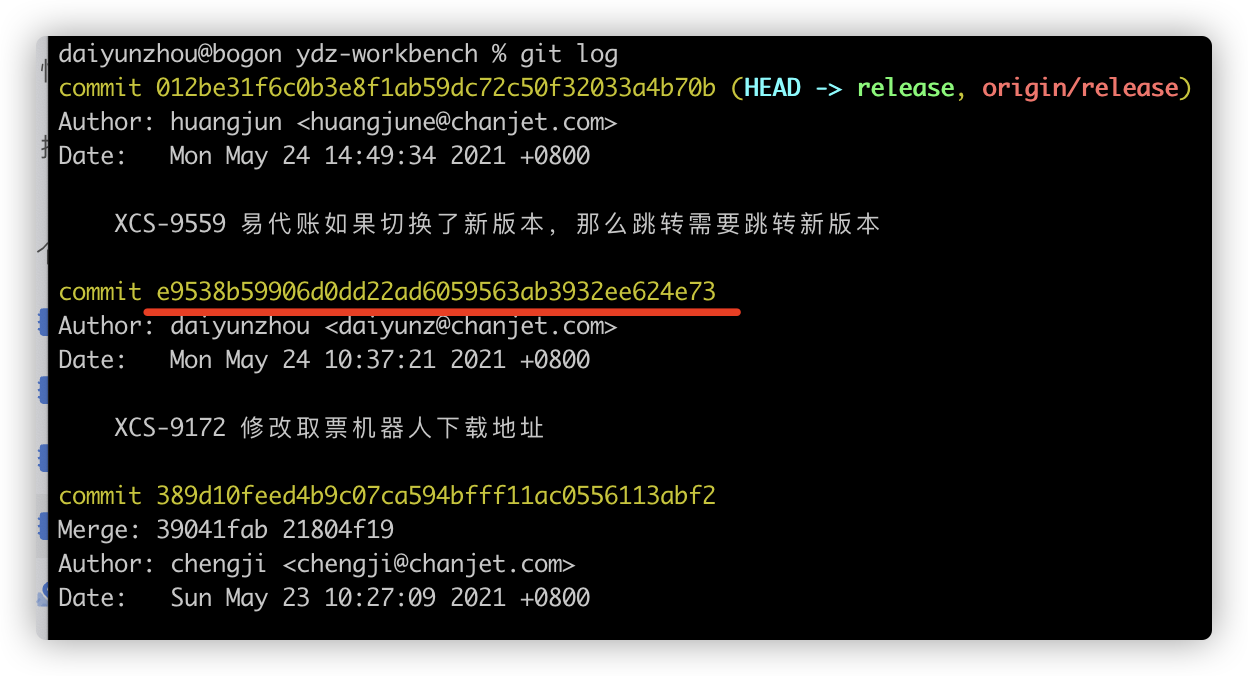 daiyunzhou@bogon ydz-workbench % git log
commit 012be31f6c0b3e8f1ab59dc72c50f32033a4b70b (HEAD -> release, origin/release)
Author: huangjun <huangjune@chanjet.com>
Date:   Mon May 24 14:49:34 2021 +0800
XCS-9559 易代账如果切换了新版本，那么跳转需要跳转新版本
commit e9538b59906d0dd22ad6059563ab3932ee624e73
Author: daiyunzhou <daiyunz@chanjet.com>
Date:   Mon May 24 10:37:21 2021 +0800
XCS-9172 修改取票机器人下载地址
commit 389d10feed4b9c07ca594bfff11ac0556113abf2
Merge: 39041fab 21804f19
Author: chengji <chengji@chanjet.com>
Date:   Sun May 23 10:27:09 2021 +0800